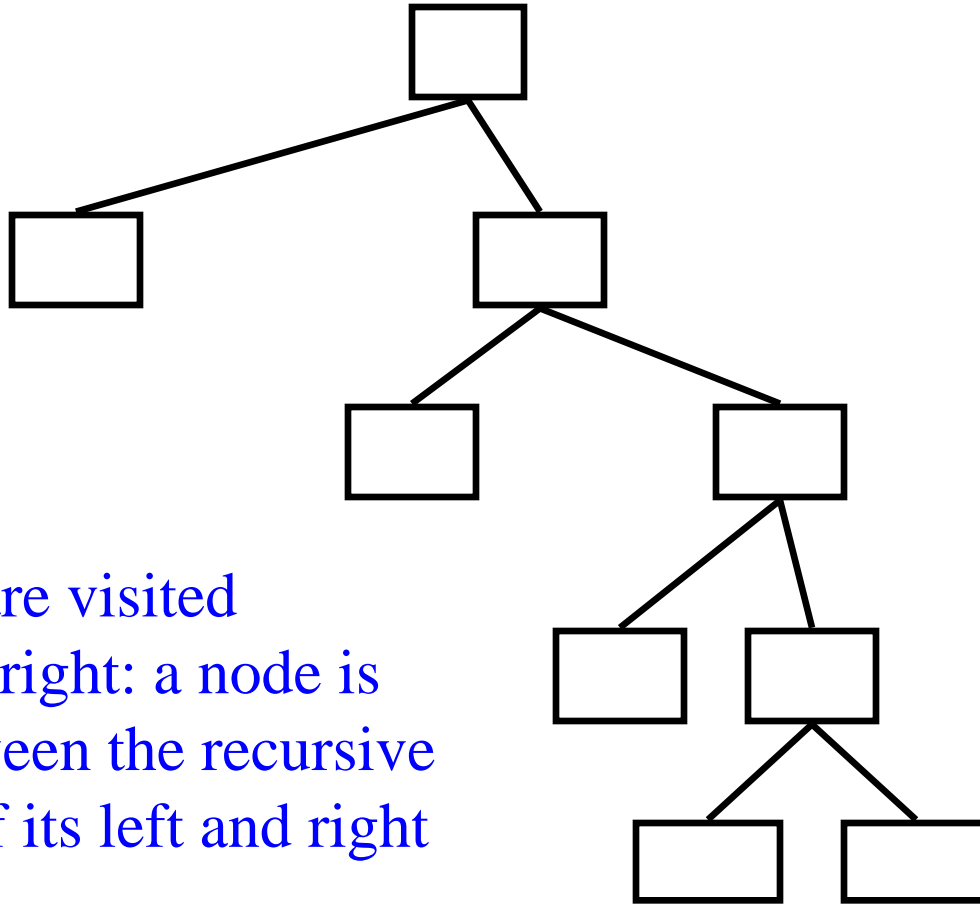 re visited
right: a node is
een the recursive
its left and right